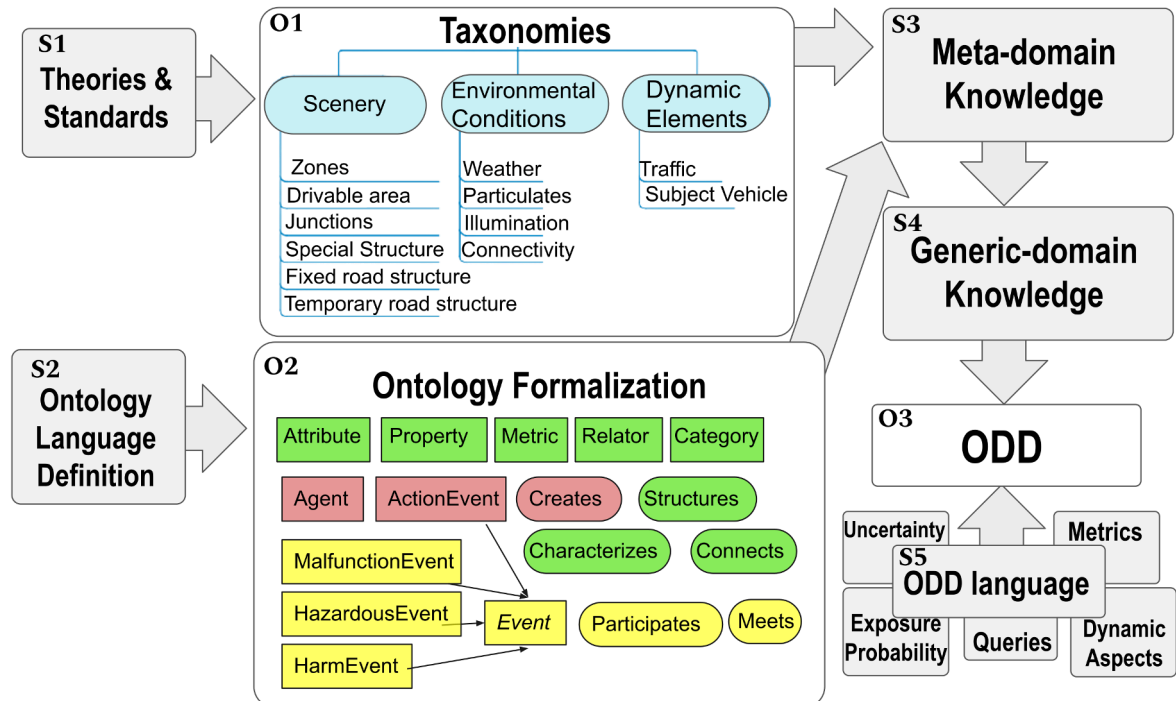 S1
Theories &
Standards
O1
Taxonomies
Scenery
Zones
Drivable area
Junctions
Special Structure
Fixed road structure
Temporary road structure
Environmental
Conditions
Weather
Particulates
Illumination
Connectivity
Dynamic
Elements
Traffic
Subject Vehicle
S2
Ontology
Language
Definition
O2
Ontology Formalization
Attribute
Property
Metric
Relator
Category
Agent
ActionEvent
Creates
Structures
Characterizes
Connects
MalfunctionEvent
HazardousEvent
HarmEvent
Event
Participates
Meets
S3
Meta-domain
Knowledge
S4
Generic-domain
Knowledge
O3
ODD
Uncertainty
Metrics
S5
ODD language
Exposure
Probability
Queries
Dynamic
Aspects